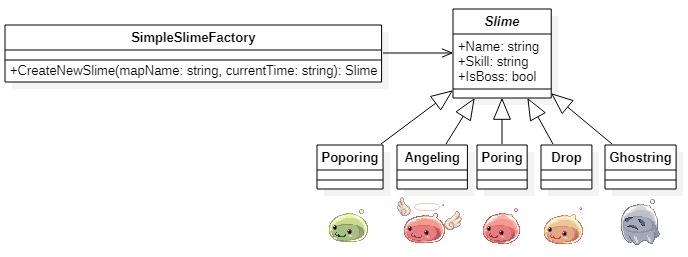 SimpleSlimeFactory
+CreateNewSlime(mapName: string, currentTime: string): Slime
Slime
+Name: string
+Skill: string
+IsBoss: bool
Poporing
Angeling
Poring
Drop
Ghostring